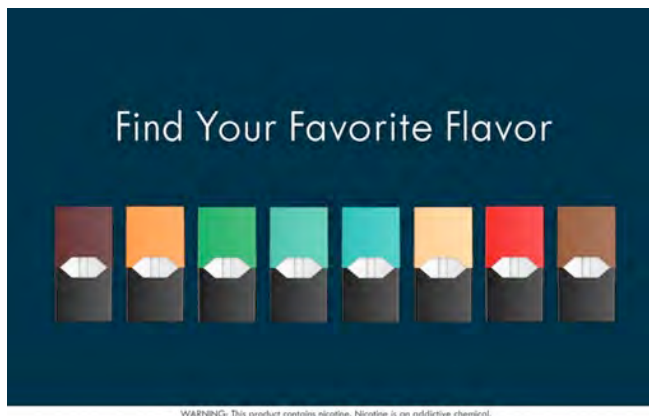 Find Your Favorite Flavor
WARNING: This product contains nicotine. Nicotine is an addictive chemical.